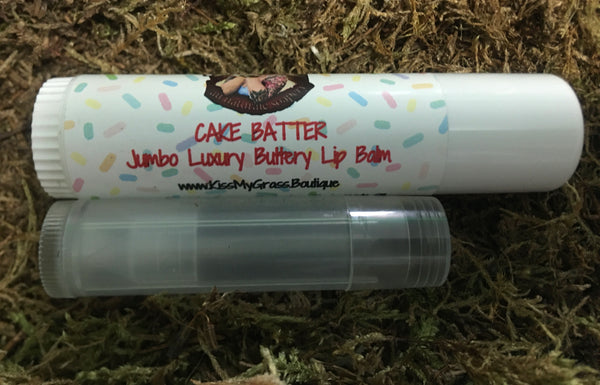 CAKE BATTER
Jumbo Luxury Buttery Lip Balm
www.KissMyGrass.Boutique